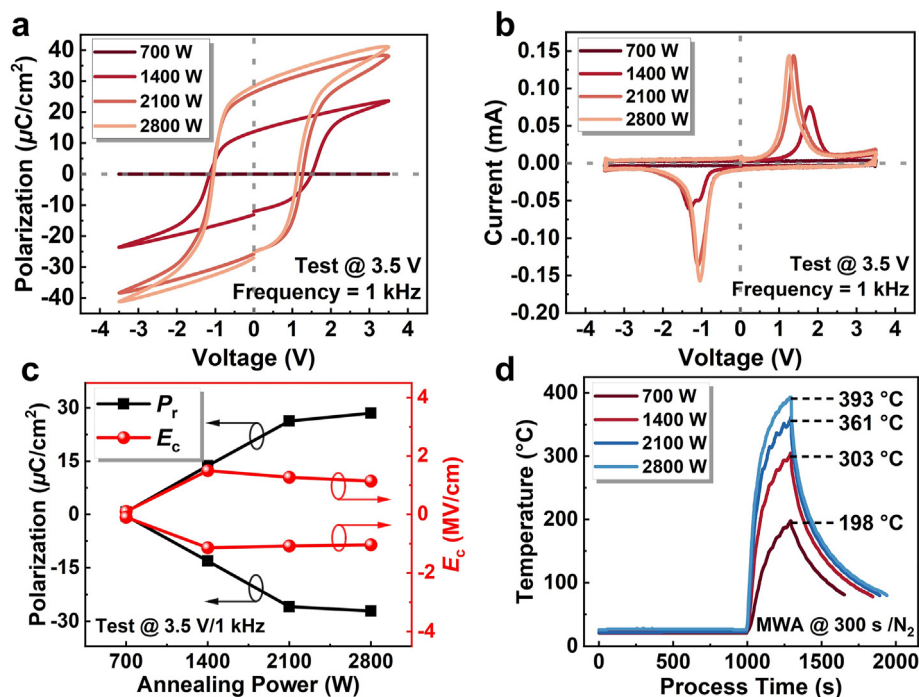 a
700 W
1400 W
2100 W
2800 W
40
30
20
10
0
-10
-20
-30
-40
Polarization (µC/cm²)
Test @ 3.5 V
Frequency = 1 kHz
-4 -3 -2 -1 0 1 2 3 4
Voltage (V)
b
700 W
1400 W
2100 W
2800 W
0.15
0.10
0.05
0.00
-0.05
-0.10
-0.15
-0.20
Current (mA)
Test @ 3.5 V
Frequency = 1 kHz
-4 -2 0 2 4
Voltage (V)
c
Pr
Ec
30
15
0
-15
-30
Polarization (µC/cm²)
4
2
0
-2
-4
Ec (MV/cm)
Test @ 3.5 V/1 kHz
700 1400 2100 2800
Annealing Power (W)
d
700 W
1400 W
2100 W
2800 W
393 °C
361 °C
303 °C
198 °C
400
300
200
100
0
Temperature (°C)
MWA @ 300 s /N₂
0 500 1000 1500 2000
Process Time (s)